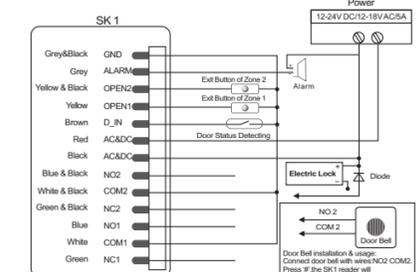 Power
SK 1
12-24V DC/12-18V AC/5A
Grey&Black GND
Grey ALARM
Exit Button of Zone 2
Alarm
Yellow & Black OPEN2
Exit Button of Zone 1
Yellow OPEN1
Brown D_IN
Door Status Detecting
Red AC&DC
Black AC&DC
Blue & Black NO2
Electric Lock + -
Diode
White & Black COM2
Green & Black NC2
NO 2
Blue NO1
COM 2
White COM1
Door Bell
Green NC1
Door Bell installation & usage:
Connect door bell with wires:NO2 COM2.
Press '#',the SK1 reader will